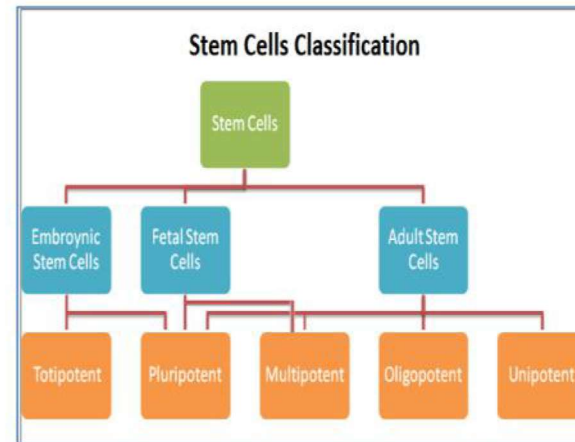 Stem Cells Classification
Stem Cells
Embroynic
Stem Cells
Fetal Stem
Cells
Adult Stem
Cells
Totipotent
Pluripotent
Multipotent
Oligopotent
Unipotent